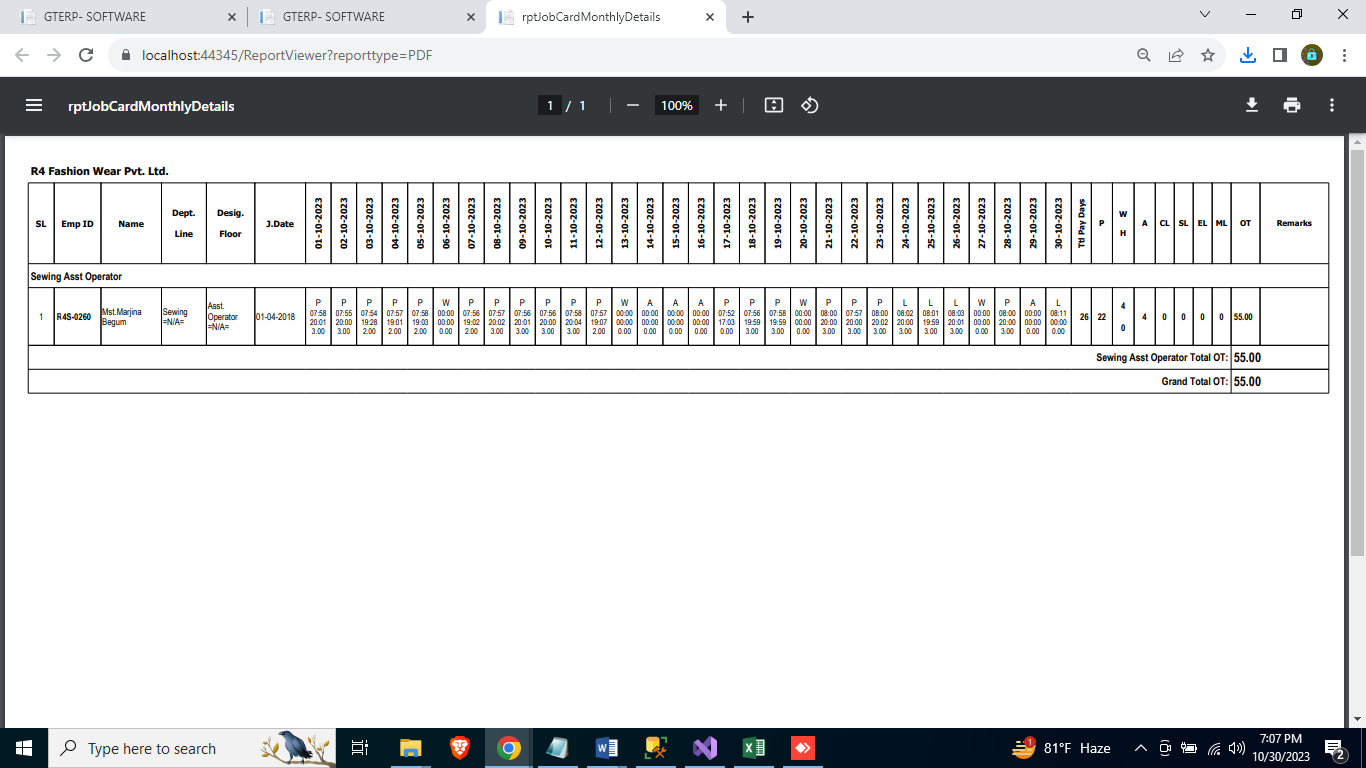 GTERP- SOFTWARE
GTERP- SOFTWARE
rptJobCardMonthlyDetails
localhost:44345/ReportViewer?reporttype=PDF
rptJobCardMonthlyDetails
1 / 1
100%
R4 Fashion Wear Pvt. Ltd.
SL Emp ID Name Dept. Line Desig. Floor J.Date 01-10-2023 02-10-2023 03-10-2023 04-10-2023 05-10-2023 06-10-2023 07-10-2023 08-10-2023 09-10-2023 10-10-2023 11-10-2023 12-10-2023 13-10-2023 14-10-2023 15-10-2023 16-10-2023 17-10-2023 18-10-2023 19-10-2023 20-10-2023 21-10-2023 22-10-2023 23-10-2023 24-10-2023 25-10-2023 26-10-2023 27-10-2023 28-10-2023 29-10-2023 30-10-2023 Ttl Pay Days P W H A CL SL EL ML OT Remarks
Sewing Asst Operator
1 R4S-0260 Mst.Marjina Begum Sewing =N/A= Asst. Operator =N/A= 01-04-2018
P P P P P W P P P P P P W A A A P P P W P P P L L L W P A L
07:58 07:55 07:54 07:57 07:58 00:00 07:56 07:57 07:56 07:56 07:58 07:57 00:00 00:00 00:00 00:00 07:52 07:56 07:58 00:00 08:00 07:57 08:00 08:02 08:01 08:03 00:00 08:00 00:00 08:11
20:01 20:00 19:28 19:01 19:03 00:00 19:02 20:02 20:01 20:00 20:04 19:07 00:00 00:00 00:00 00:00 17:03 19:59 19:59 00:00 20:00 20:00 20:02 20:00 19:59 20:01 00:00 20:00 00:00 00:00
3.00 3.00 2.00 2.00 2.00 0.00 2.00 3.00 3.00 3.00 3.00 2.00 0.00 0.00 0.00 0.00 0.00 3.00 3.00 0.00 3.00 3.00 3.00 3.00 3.00 3.00 0.00 3.00 0.00 0.00
26 22 4 0 4 0 0 0 0 55.00
Sewing Asst Operator Total OT: 55.00
Grand Total OT: 55.00
Type here to search
1
81°F Haze
7:07 PM
10/30/2023
2